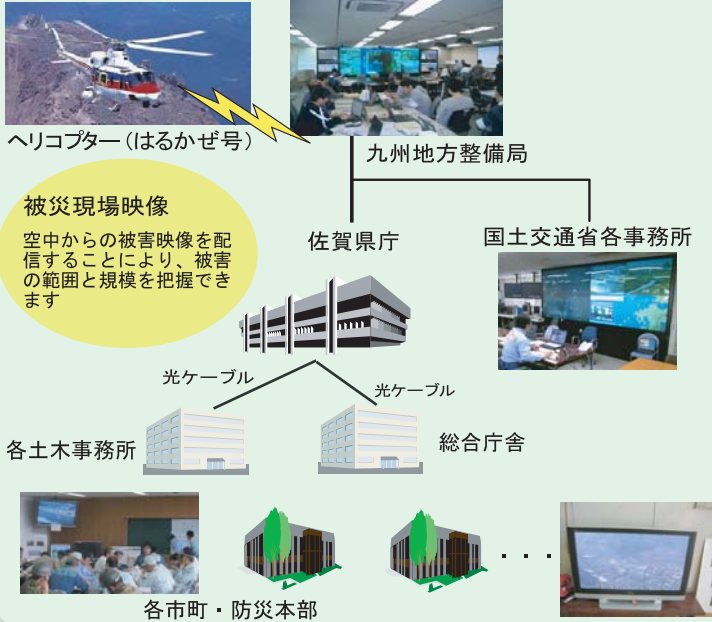 ヘリコプター(はるかぜ号)
九州地方整備局
被災現場映像
空中からの被害映像を配
信することにより、被害
の範囲と規模を把握でき
ます
佐賀県庁
国土交通省各事務所
光ケーブル
光ケーブル
各土木事務所
総合庁舎
・・・
各市町・防災本部